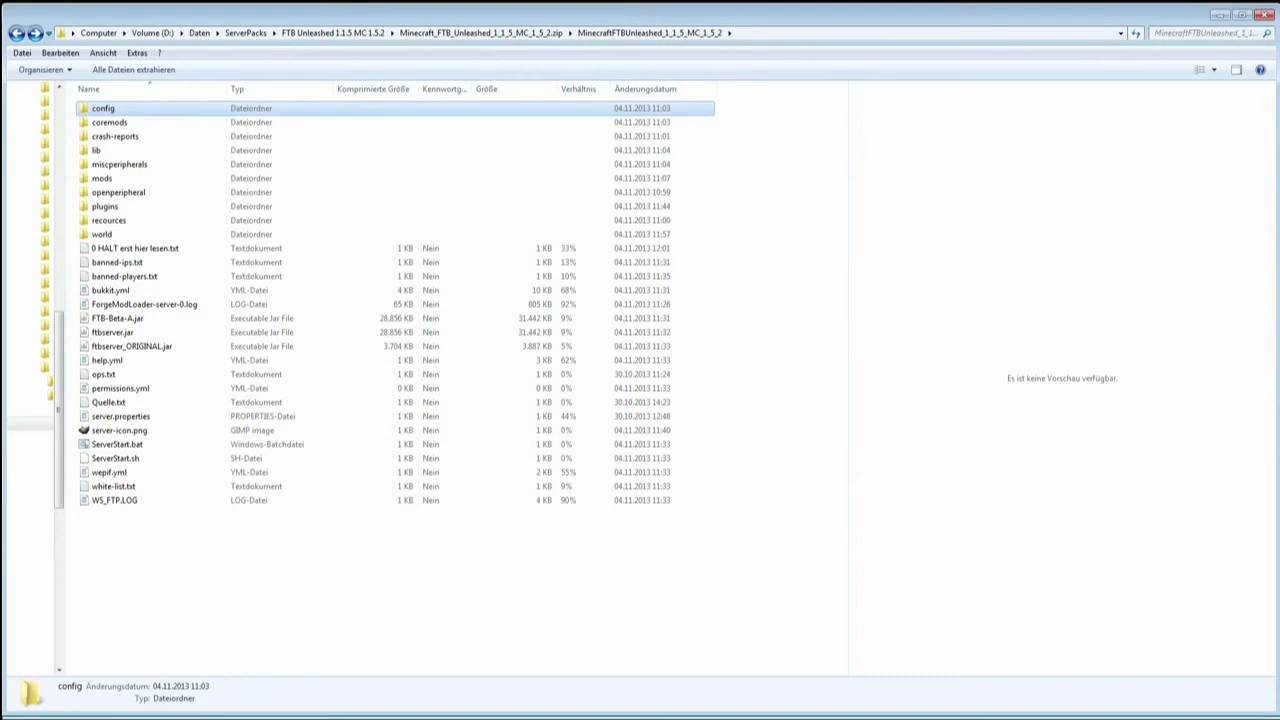 Computer ▸ Volume (D:) ▸ Daten ▸ ServerPacks ▸ FTB Unleashed 1.1.5 MC 1.5.2 ▸ Minecraft_FTB_Unleashed_1_1_5_MC_1_5_2.zip ▸ MinecraftFTBUnleashed_1_1_5_MC_1_5_2 ▸ MinecraftFTBUnleashed_1_1...
Datei Bearbeiten Ansicht Extras ?
Organisieren Alle Dateien extrahieren
Name Typ Komprimierte Größe Kennwortg... Größe Verhältnis Änderungsdatum
config Dateiordner 04.11.2013 11:03
coremods Dateiordner 04.11.2013 11:03
crash-reports Dateiordner 04.11.2013 11:01
lib Dateiordner 04.11.2013 11:04
miscperipherals Dateiordner 04.11.2013 11:04
mods Dateiordner 04.11.2013 11:07
openperipheral Dateiordner 04.11.2013 10:59
plugins Dateiordner 04.11.2013 11:44
recources Dateiordner 04.11.2013 11:00
world Dateiordner 04.11.2013 11:57
0 HALT erst hier lesen.txt Textdokument 1 KB Nein 1 KB 33% 04.11.2013 12:01
banned-ips.txt Textdokument 1 KB Nein 1 KB 13% 04.11.2013 11:31
banned-players.txt Textdokument 1 KB Nein 1 KB 10% 04.11.2013 11:35
bukkit.yml YML-Datei 4 KB Nein 10 KB 68% 04.11.2013 11:31
ForgeModLoader-server-0.log LOG-Datei 65 KB Nein 805 KB 92% 04.11.2013 11:26
FTB-Beta-A.jar Executable Jar File 28.856 KB Nein 31.442 KB 9% 04.11.2013 11:31
ftbserver.jar Executable Jar File 28.856 KB Nein 31.442 KB 9% 04.11.2013 11:32
ftbserver_ORIGINAL.jar Executable Jar File 3.704 KB Nein 3.887 KB 5% 04.11.2013 11:33
help.yml YML-Datei 1 KB Nein 3 KB 62% 04.11.2013 11:33
ops.txt Textdokument 1 KB Nein 1 KB 0% 30.10.2013 11:24
permissions.yml YML-Datei 0 KB Nein 0 KB 0% 04.11.2013 11:33
Quelle.txt Textdokument 1 KB Nein 1 KB 0% 30.10.2013 14:23
server.properties PROPERTIES-Datei 1 KB Nein 1 KB 44% 30.10.2013 12:48
server-icon.png GIMP image 1 KB Nein 1 KB 0% 04.11.2013 11:40
ServerStart.bat Windows-Batchdatei 1 KB Nein 1 KB 0% 04.11.2013 11:33
ServerStart.sh SH-Datei 1 KB Nein 1 KB 0% 04.11.2013 11:33
wepif.yml YML-Datei 1 KB Nein 2 KB 55% 04.11.2013 11:33
white-list.txt Textdokument 1 KB Nein 1 KB 9% 04.11.2013 11:33
WS_FTP.LOG LOG-Datei 1 KB Nein 4 KB 90% 04.11.2013 11:33
Es ist keine Vorschau verfügbar.
config Änderungsdatum: 04.11.2013 11:03
Typ: Dateiordner